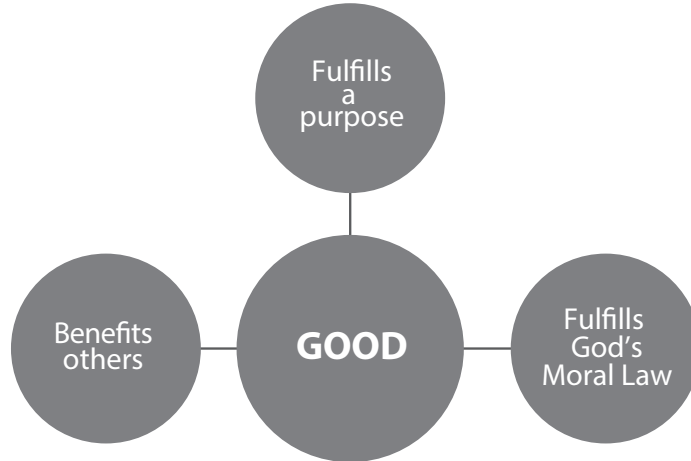 Fulfills
a
purpose
Benefits
others
GOOD
Fulfills
God’s
Moral Law